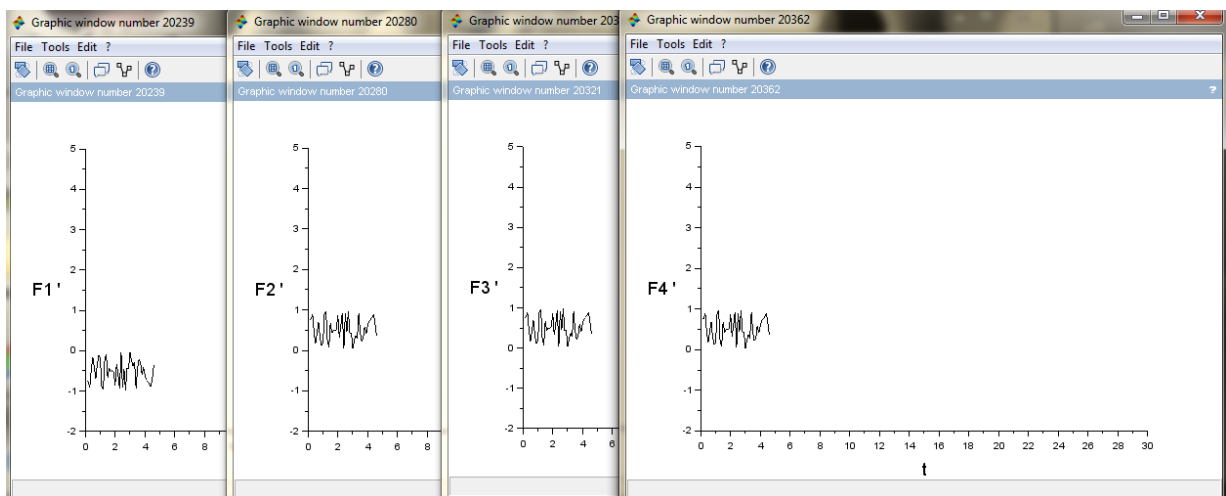 Graphic window number 20239
File Tools Edit ?
Graphic window number 20239
5
4
3
2
1
0
-1
-2
F1 '
0 2 4 6 8
Graphic window number 20280
File Tools Edit ?
Graphic window number 20280
5
4
3
2
1
0
-1
-2
F2 '
0 2 4 6 8
Graphic window number 203
File Tools Edit ?
Graphic window number 20321
5
4
3
2
1
0
-1
-2
F3 '
0 2 4 6
Graphic window number 20362
File Tools Edit ?
Graphic window number 20362 ?
5
4
3
2
1
0
-1
-2
F4 '
0 2 4 6 8 10 12 14 16 18 20 22 24 26 28 30
t